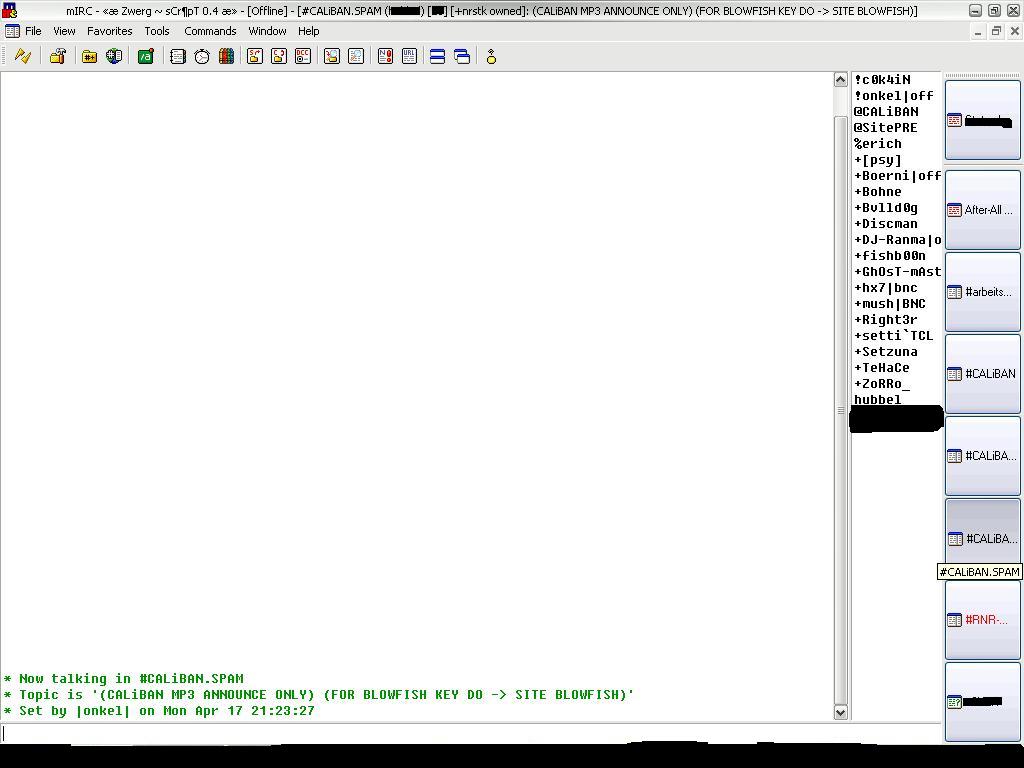 mIRC - «æ Zwerg ~ sCr¶pT 0.4 æ» - [Offline] - [#CALiBAN.SPAM ( ) [ ] [+nrstk owned]: (CALiBAN MP3 ANNOUNCE ONLY) (FOR BLOWFISH KEY DO -> SITE BLOWFISH)]
File View Favorites Tools Commands Window Help
!c0k4iN
!onkel|off
@CALiBAN
@SitePRE
%erich
+[psy]
+Boerni|off
+Bohne
+Bvlld0g
+Discman
+DJ-Ranma|o
+fishb00n
+GhOsT-mAst
+hx7|bnc
+mush|BNC
+Right3r
+setti`TCL
+Setzuna
+TeHaCe
+ZoRRo_
hubbel
After-All ...
#arbeits...
#CALiBAN
#CALiBA...
#CALiBA...
#CALiBAN.SPAM
#RNR-...
* Now talking in #CALiBAN.SPAM
* Topic is '(CALiBAN MP3 ANNOUNCE ONLY) (FOR BLOWFISH KEY DO -> SITE BLOWFISH)'
* Set by |onkel| on Mon Apr 17 21:23:27